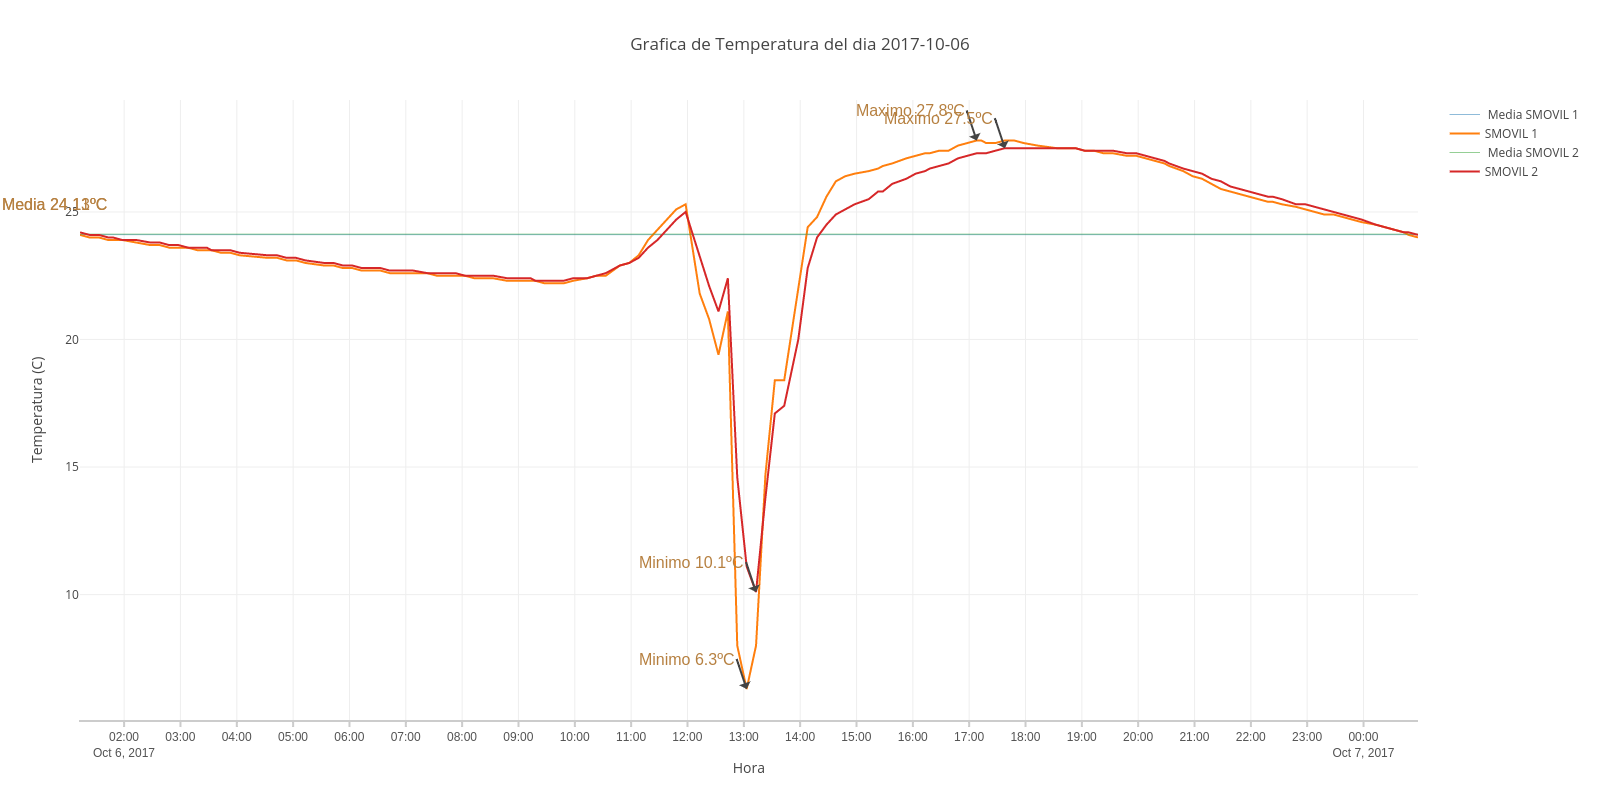 Grafica de Temperatura del dia 2017-10-06
Maximo 27.8ºC
Maximo 27.5ºC
Media SMOVIL 1
SMOVIL 1
Media SMOVIL 2
SMOVIL 2
Media 24.13ºC
25
20
15
10
Temperatura (C)
Minimo 10.1ºC
Minimo 6.3ºC
02:00 03:00 04:00 05:00 06:00 07:00 08:00 09:00 10:00 11:00 12:00 13:00 14:00 15:00 16:00 17:00 18:00 19:00 20:00 21:00 22:00 23:00 00:00
Oct 6, 2017 Oct 7, 2017
Hora